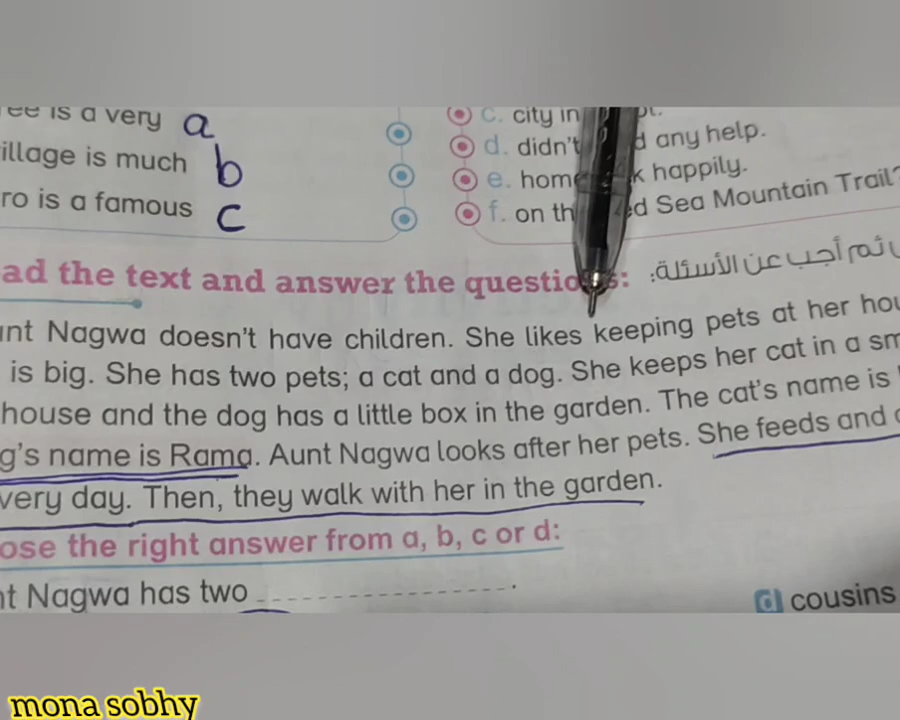 ee is a very a
c. city in
illage is much b
d. didn't any help.
ro is a famous c
e. happily.
f. on Sea Mountain Trail?
ad the text and answer the
ثم أجب عن الأسئلة:
unt Nagwa doesn't have children. She likes keeping pets at her hou
is big. She has two pets; a cat and a dog. She keeps her cat in a sm
house and the dog has a little box in the garden. The cat's name is
g's name is Rama. Aunt Nagwa looks after her pets. She feeds and
very day. Then, they walk with her in the garden.
ose the right answer from a, b, c or d:
nt Nagwa has two .
d cousins
mona sobhy